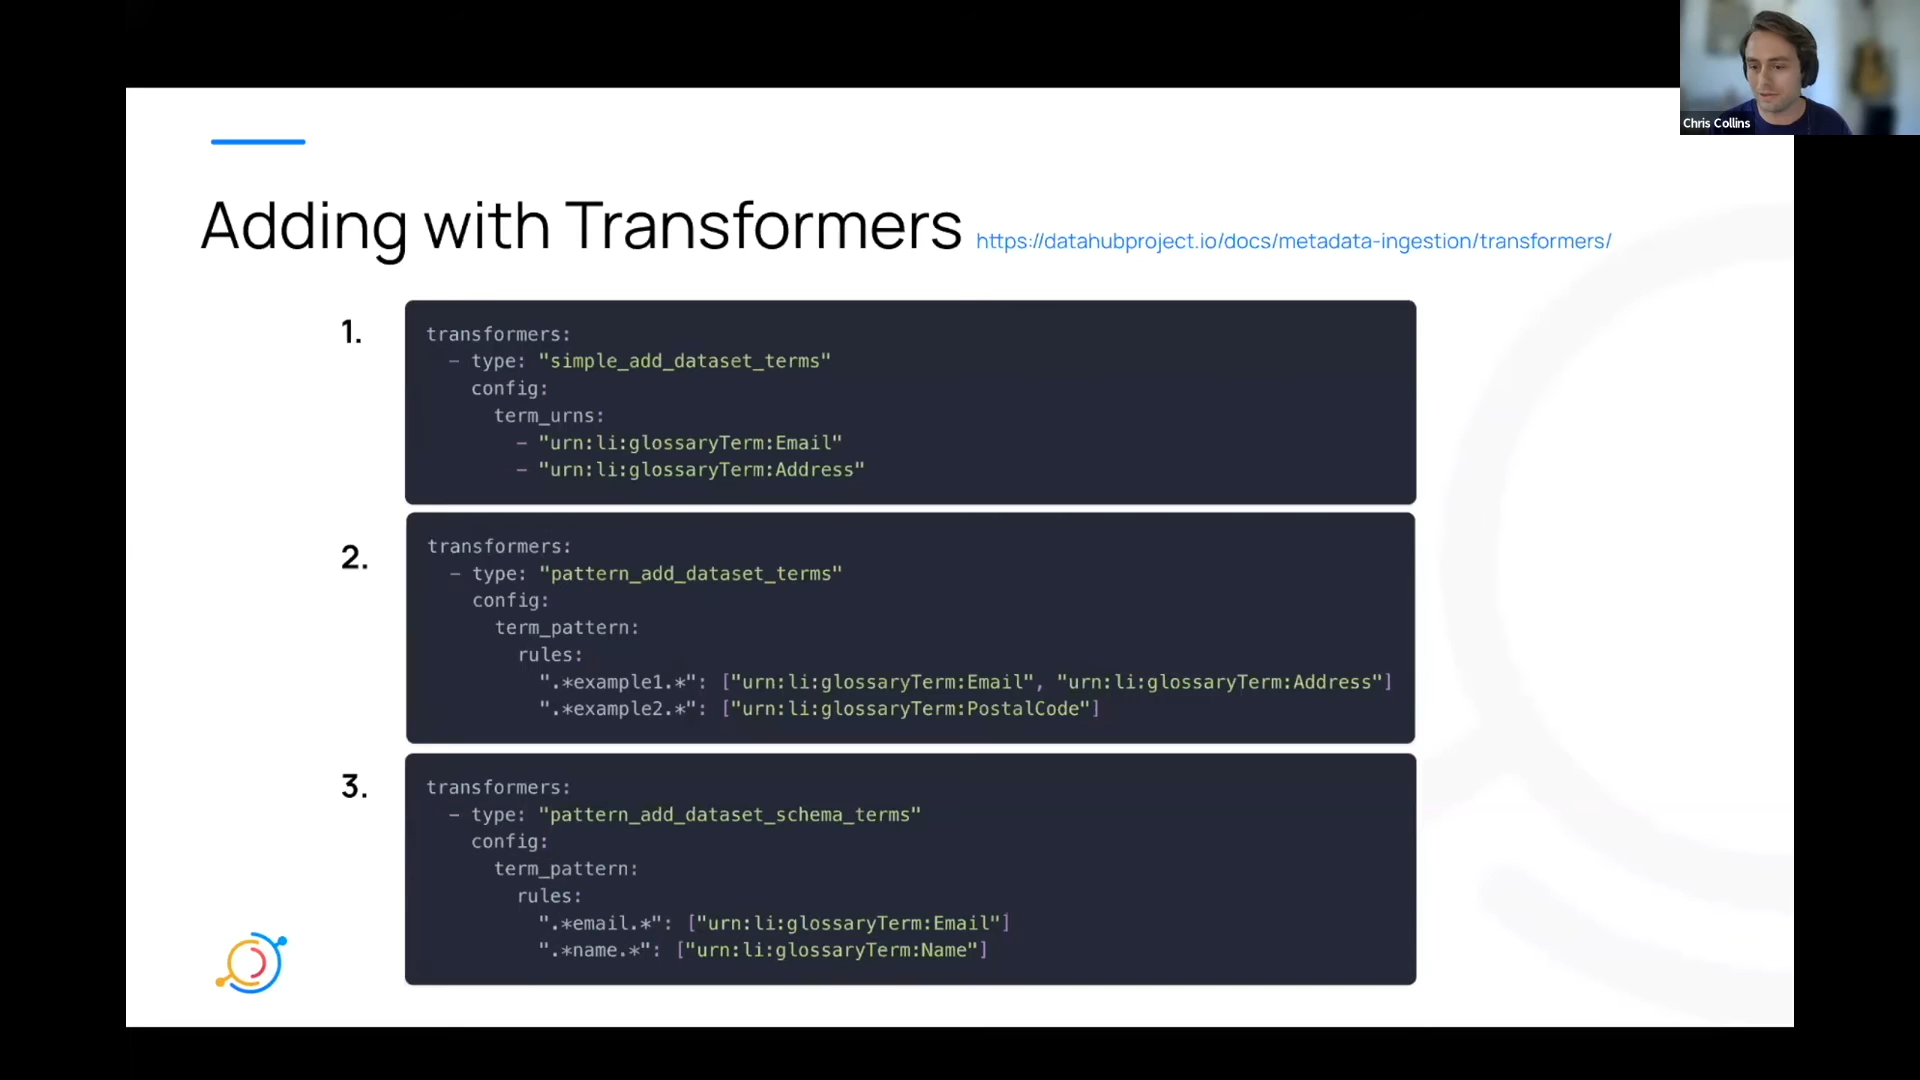 Chris Collins
Adding with Transformers https://datahubproject.io/docs/metadata-ingestion/transformers/
1.
transformers:
  - type: "simple_add_dataset_terms"
    config:
      term_urns:
        - "urn:li:glossaryTerm:Email"
        - "urn:li:glossaryTerm:Address"
2.
transformers:
  - type: "pattern_add_dataset_terms"
    config:
      term_pattern:
        rules:
          ".*example1.*": ["urn:li:glossaryTerm:Email", "urn:li:glossaryTerm:Address"]
          ".*example2.*": ["urn:li:glossaryTerm:PostalCode"]
3.
transformers:
  - type: "pattern_add_dataset_schema_terms"
    config:
      term_pattern:
        rules:
          ".*email.*": ["urn:li:glossaryTerm:Email"]
          ".*name.*": ["urn:li:glossaryTerm:Name"]